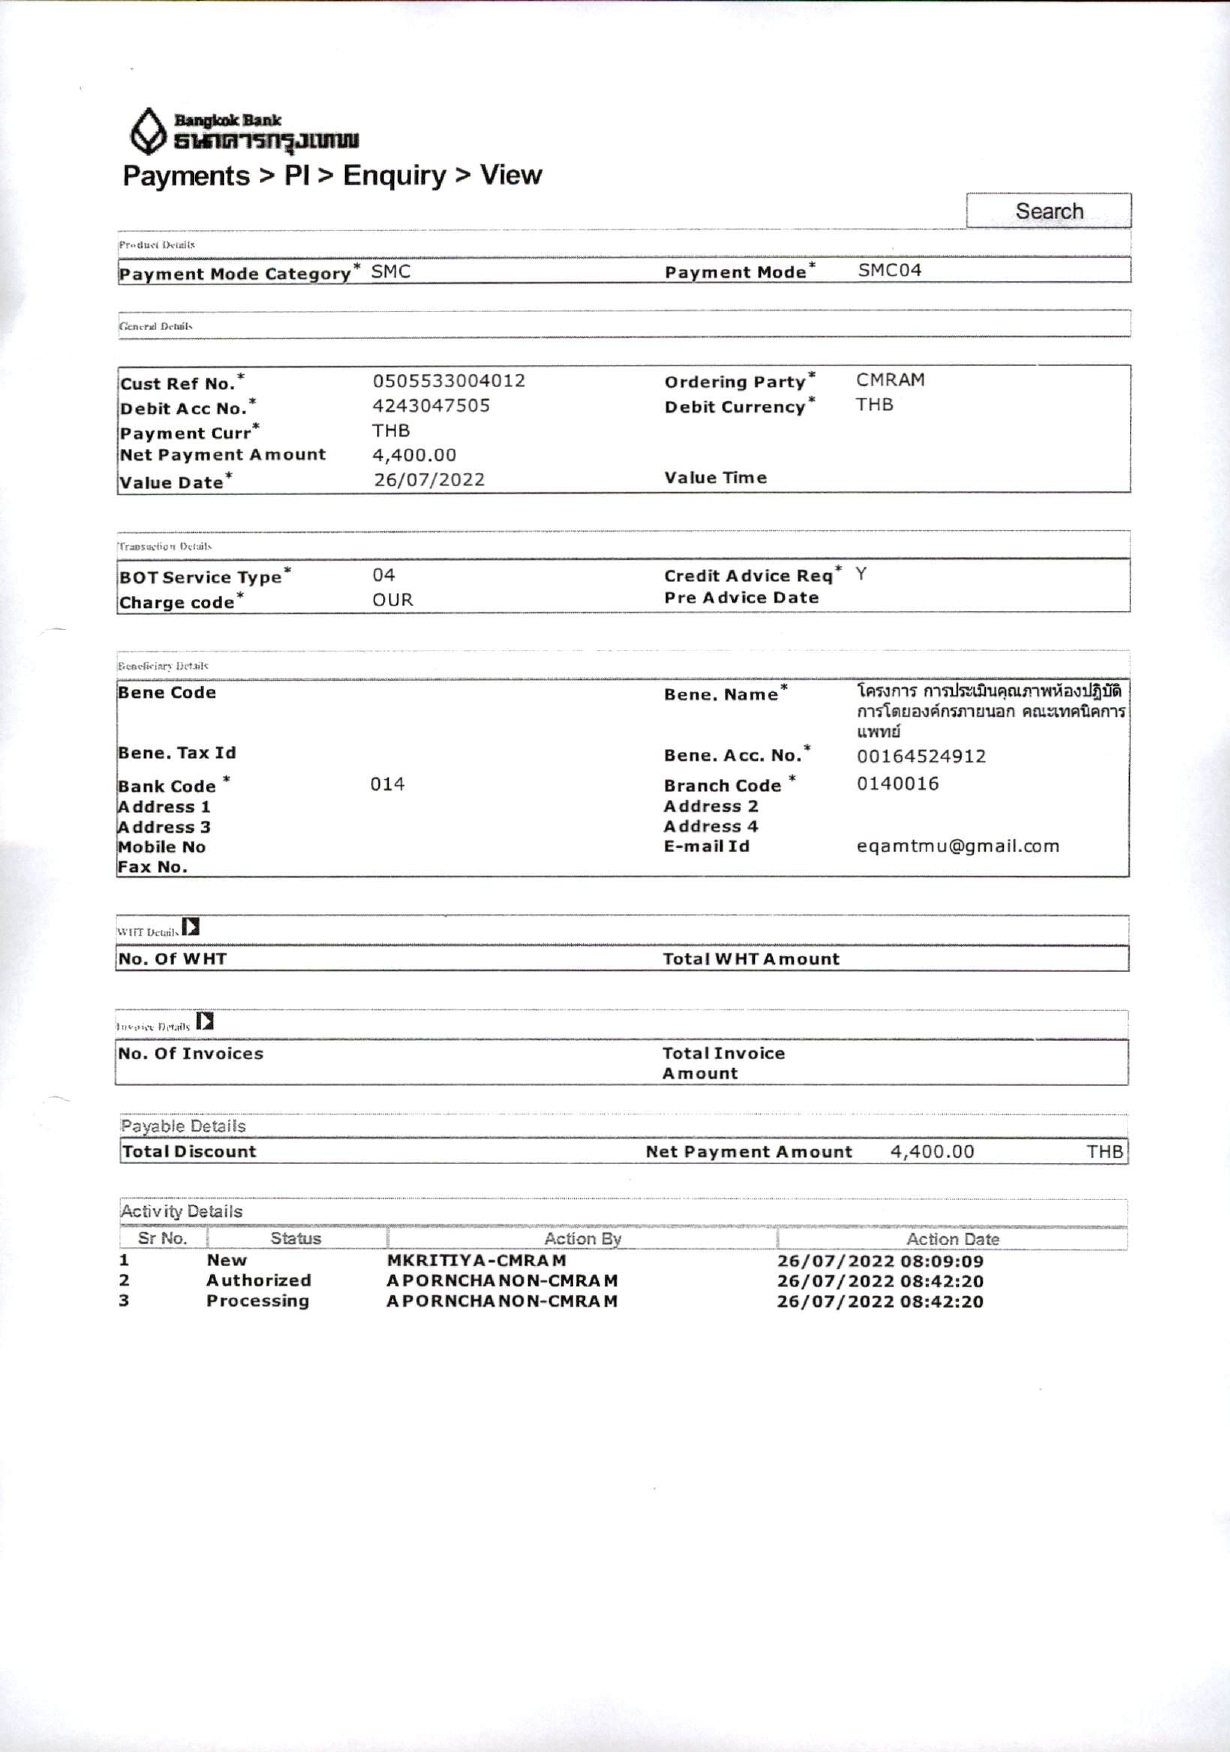 Bangkok Bank
ธนาคารกรุงเทพ
Payments > PI > Enquiry > View
Search
Product Details
Payment Mode Category* SMC Payment Mode* SMC04
General Details
Cust Ref No.* 0505533004012 Ordering Party* CMRAM
Debit Acc No.* 4243047505 Debit Currency* THB
Payment Curr* THB
Net Payment Amount 4,400.00
Value Date* 26/07/2022 Value Time
Transaction Details
BOT Service Type* 04 Credit Advice Req* Y
Charge code* OUR Pre Advice Date
Beneficiary Details
Bene Code Bene. Name* โครงการ การประเมินคุณภาพห้องปฏิบัติ
การโดยองค์กรภายนอก คณะเทคนิคการ
แพทย์
Bene. Tax Id Bene. Acc. No.* 00164524912
Bank Code * 014 Branch Code * 0140016
Address 1 Address 2
Address 3 Address 4
Mobile No E-mail Id eqamtmu@gmail.com
Fax No.
WHT Details
No. Of WHT Total WHT Amount
Invoice Details
No. Of Invoices Total Invoice
Amount
Payable Details
Total Discount Net Payment Amount 4,400.00 THB
Activity Details
Sr No. Status Action By Action Date
1 New MKRITIYA-CMRAM 26/07/2022 08:09:09
2 Authorized APORNCHANON-CMRAM 26/07/2022 08:42:20
3 Processing APORNCHANON-CMRAM 26/07/2022 08:42:20